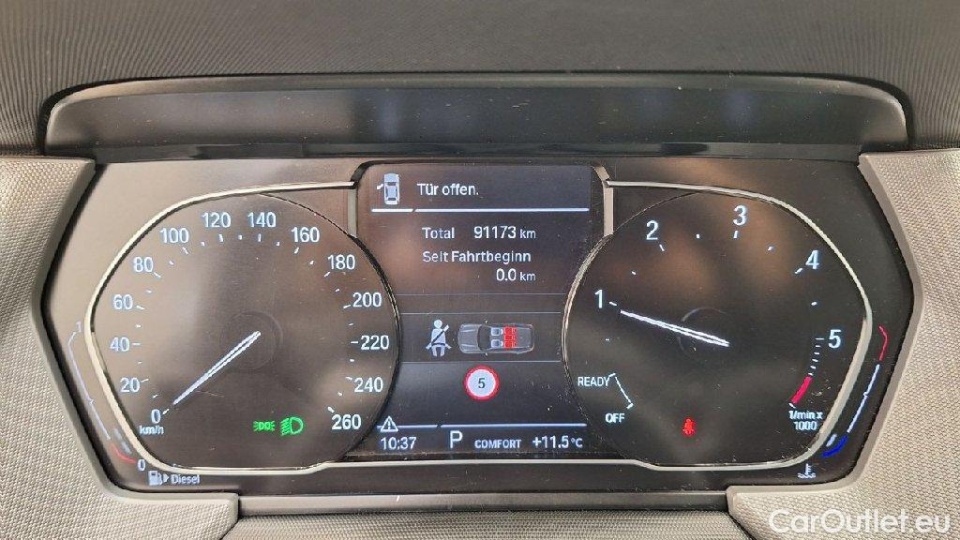 Tür offen.
Total 91173 km
Seit Fahrtbeginn
0.0 km
0 20 40 60 80 100 120 140 160 180 200 220 240 260
km/h
1 2 3 4 5
1/min x
1000
READY
OFF
5
10:37 P COMFORT +11.5 °C
1
0
Diesel
CarOutlet.eu